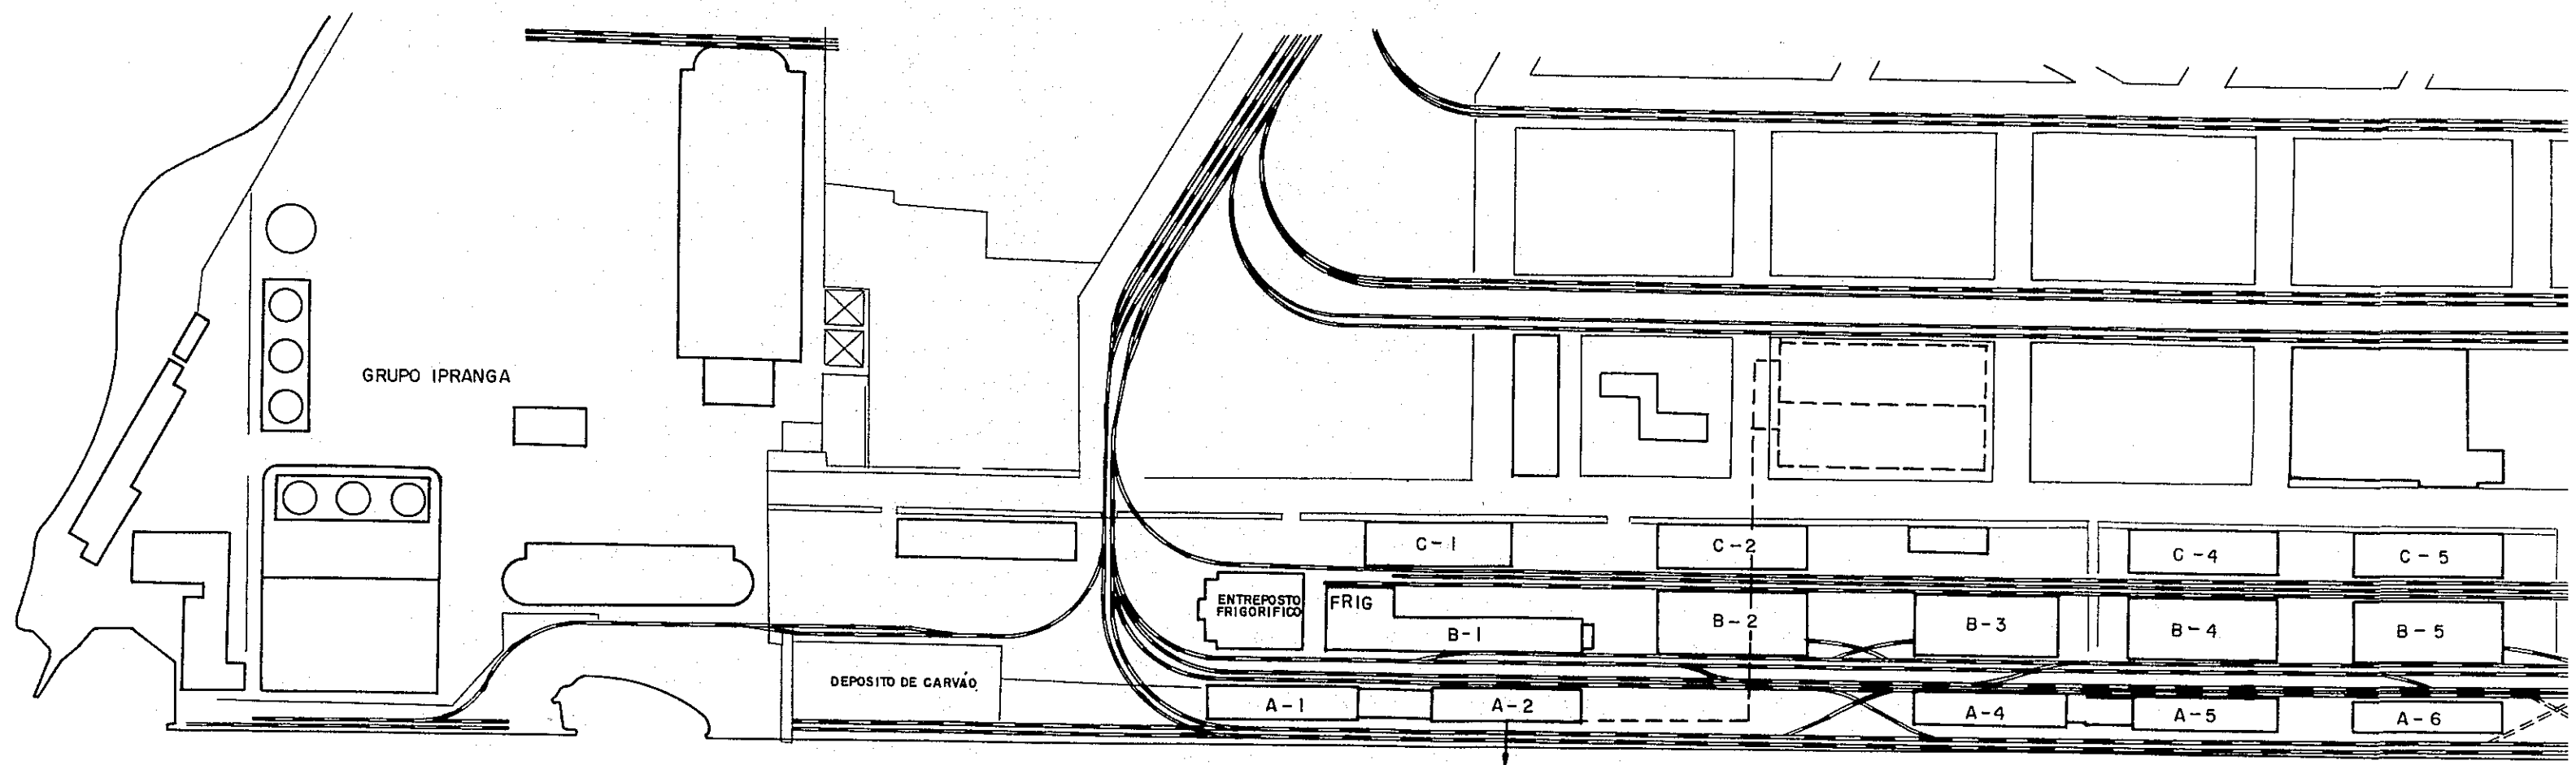 GRUPO IPRANGA
C-1
C-2
C-4
C-5
ENTREPOSTO
FRIGORIFICO
FRIG
B-1
B-2
B-3
B-4
B-5
DEPOSITO DE CARVÃO
A-1
A-2
A-4
A-5
A-6